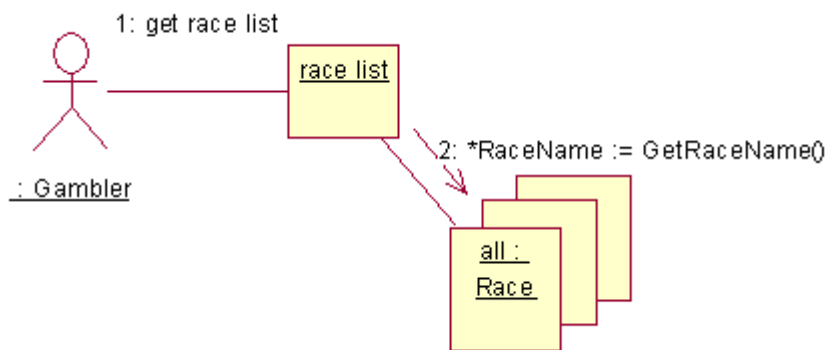 1: get race list
race list
2: *RaceName := GetRaceName()
: Gambler
all :
Race